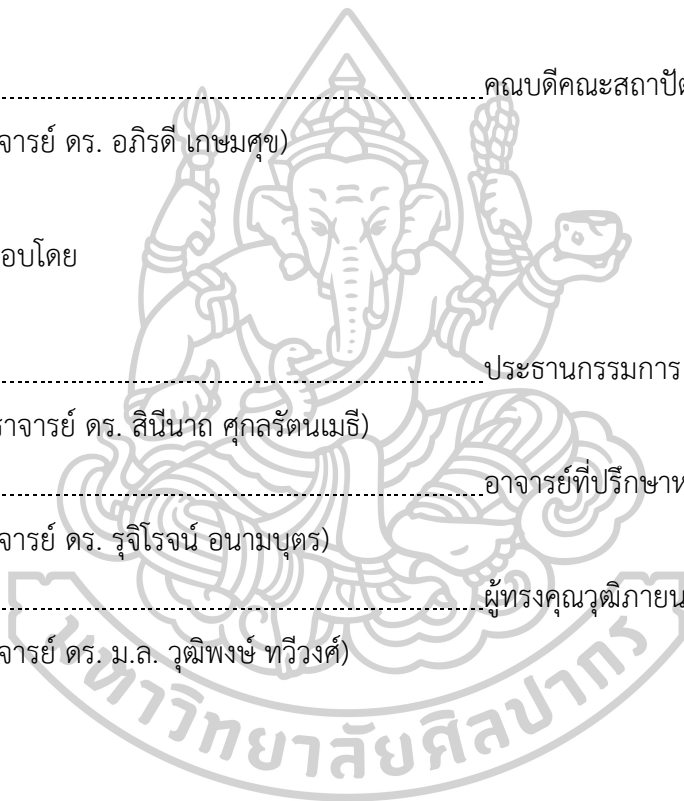 คณบดีคณะสถาปัต
จารย์ ดร. อภิรดี เกษมศุข)
อบโดย
ประธานกรรมการ
ราจารย์ ดร. สินีนาถ ศุกลรัตนเมธี)
อาจารย์ที่ปรึกษาห
จารย์ ดร. รุจิโรจน์ อนามบุตร)
ผู้ทรงคุณวุฒิภายน
จารย์ ดร. ม.ล. วุฒิพงษ์ ทวีวงศ์)
มหาวิทยาลัยศิลปากร